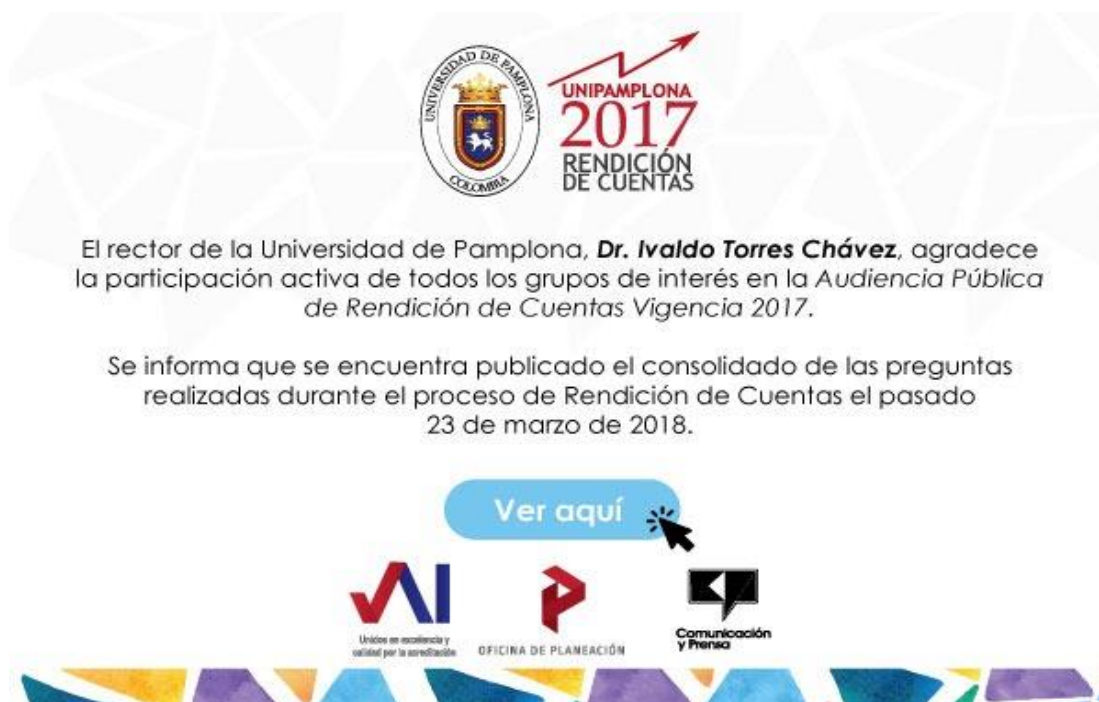 UNIVERSIDAD DE PAMPLONA
COLOMBIA
UNIPAMPLONA
2017
RENDICIÓN
DE CUENTAS
El rector de la Universidad de Pamplona, Dr. Ivaldo Torres Chávez, agradece
la participación activa de todos los grupos de interés en la Audiencia Pública
de Rendición de Cuentas Vigencia 2017.
Se informa que se encuentra publicado el consolidado de las preguntas
realizadas durante el proceso de Rendición de Cuentas el pasado
23 de marzo de 2018.
Ver aquí
Unidos en excelencia y
calidad por la acreditación
OFICINA DE PLANEACIÓN
Comunicación
y Prensa